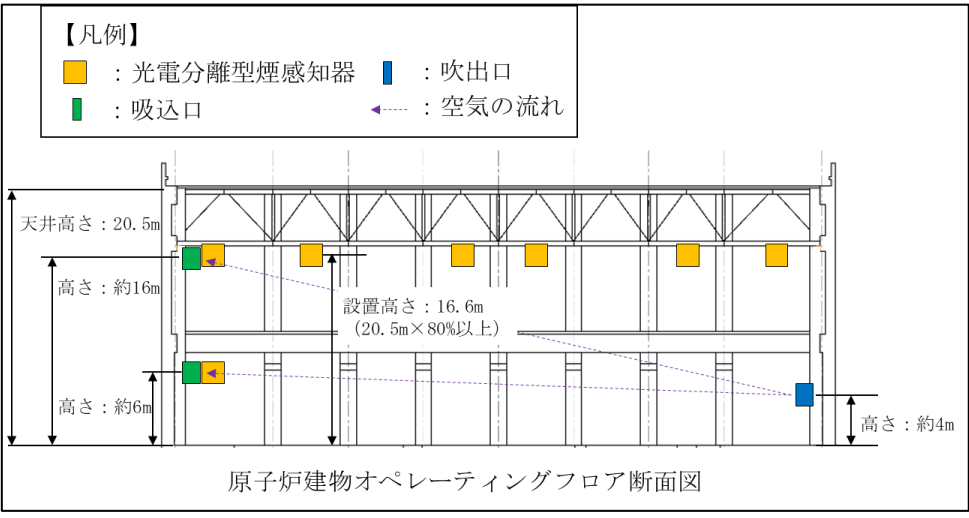 【凡例】
：光電分離型煙感知器
：吹出口
：吸込口
：空気の流れ
天井高さ：20.5m
高さ：約16m
設置高さ：16.6m
（20.5m×80%以上）
高さ：約6m
高さ：約4m
原子炉建物オペレーティングフロア断面図